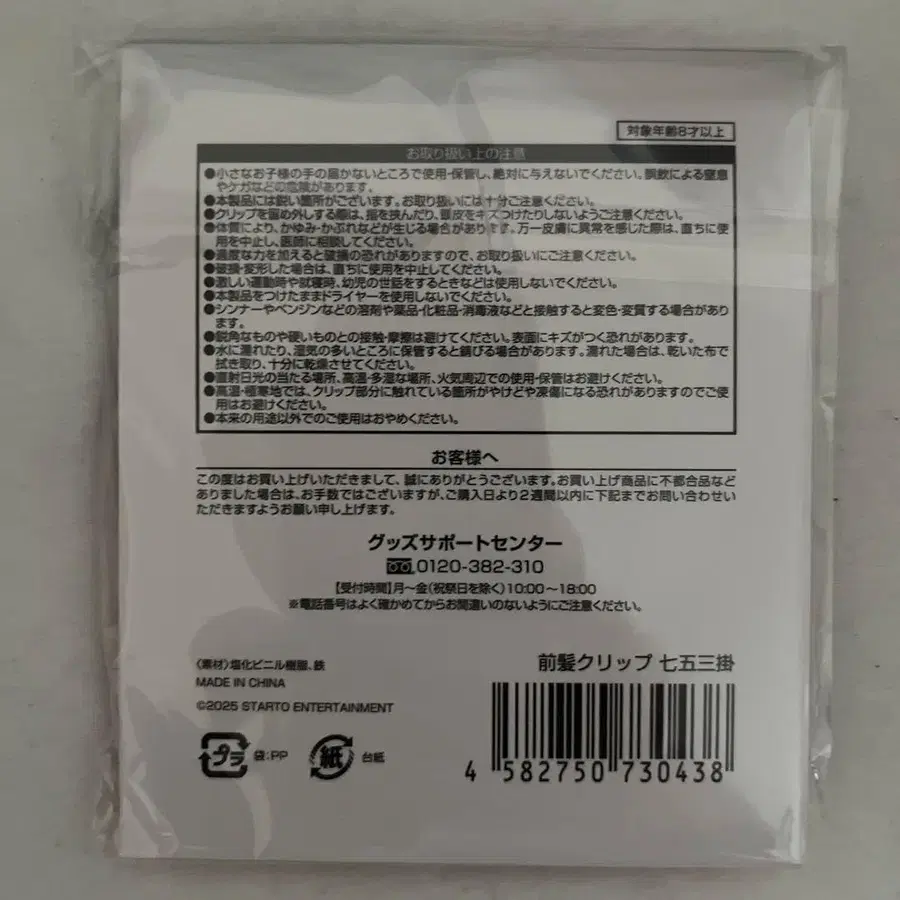 対象年齢8才以上
お取り扱い上の注意
●小さなお子様の手の届かないところで使用・保管し、絶対に与えないでください。誤飲による窒息
やケガなどの危険があります。
●本製品には鋭い箇所がございます。お取り扱いには十分ご注意ください。
●クリップを留め外しする際は、指を挟んだり、頭皮をキズつけたりしないようご注意ください。
●体質により、かゆみ・かぶれなどが生じる場合があります。万一皮膚に異常を感じた際は、直ちに使
用を中止し、医師に相談してください。
●過度な力を加えると破損の恐れがありますので、お取り扱いにご注意ください。
●破損・変形した場合は、直ちに使用を中止してください。
●激しい運動時や就寝時、幼児の世話をするときなどは使用しないでください。
●本製品をつけたままドライヤーを使用しないでください。
●シンナーやベンジンなどの溶剤や薬品・化粧品・消毒液などと接触すると変色・変質する場合があり
ます。
●鋭角なものや硬いものとの接触・摩擦は避けてください。表面にキズがつく恐れがあります。
●水に濡れたり、湿気の多いところに保管すると錆びる場合があります。濡れた場合は、乾いた布で
拭き取り、十分に乾燥させてください。
●直射日光の当たる場所、高温・多湿な場所、火気周辺での使用・保管はお避けください。
●高温・極寒地では、クリップ部分に触れている箇所がやけどや凍傷になる恐れがありますのでご使
用はお避けください。
●本来の用途以外でのご使用はおやめください。
お客様へ
この度はお買い上げいただきまして、誠にありがとうございます。お買い上げ商品に不都合品など
ありました場合は、お手数ではございますが、ご購入日より2週間以内に下記までお問い合わせい
ただきますようお願い申し上げます。
グッズサポートセンター
0120-382-310
【受付時間】月～金(祝祭日を除く)10:00～18:00
※電話番号はよく確かめてからお間違いのないようにご注意ください。
〈素材〉塩化ビニル樹脂、鉄
MADE IN CHINA
©2025 STARTO ENTERTAINMENT
プラ 袋:PP
紙 台紙
前髪クリップ 七五三掛
4 582750 730438